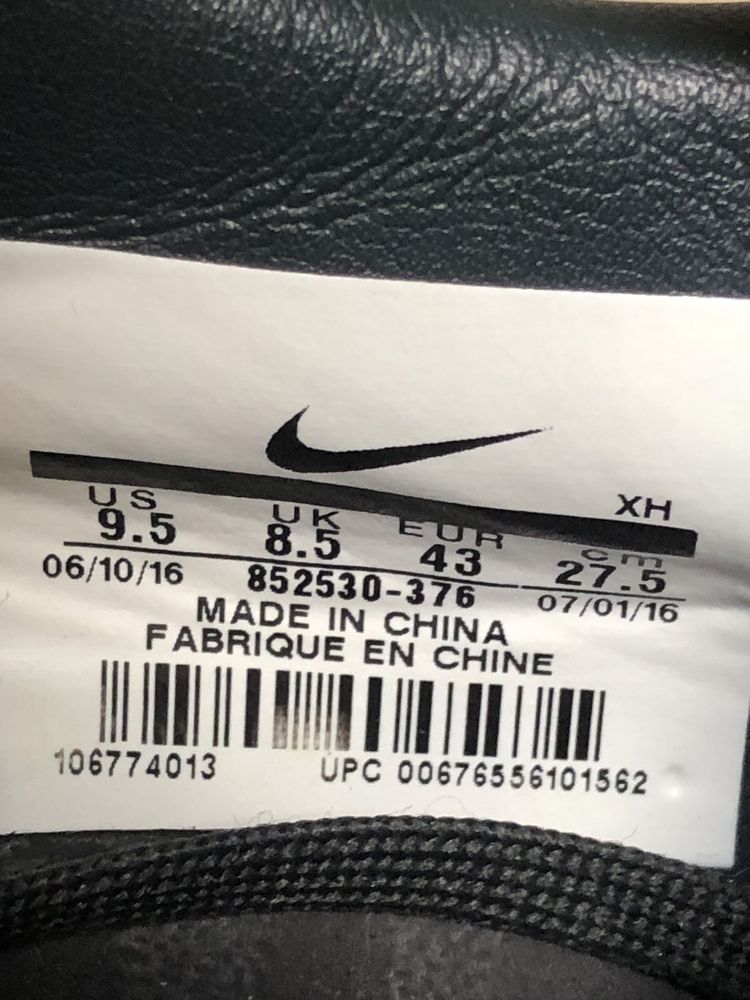 XH
US UK EUR cm
9.5 8.5 43 27.5
06/10/16 852530-376 07/01/16
MADE IN CHINA
FABRIQUE EN CHINE
106774013 UPC 00676556101562